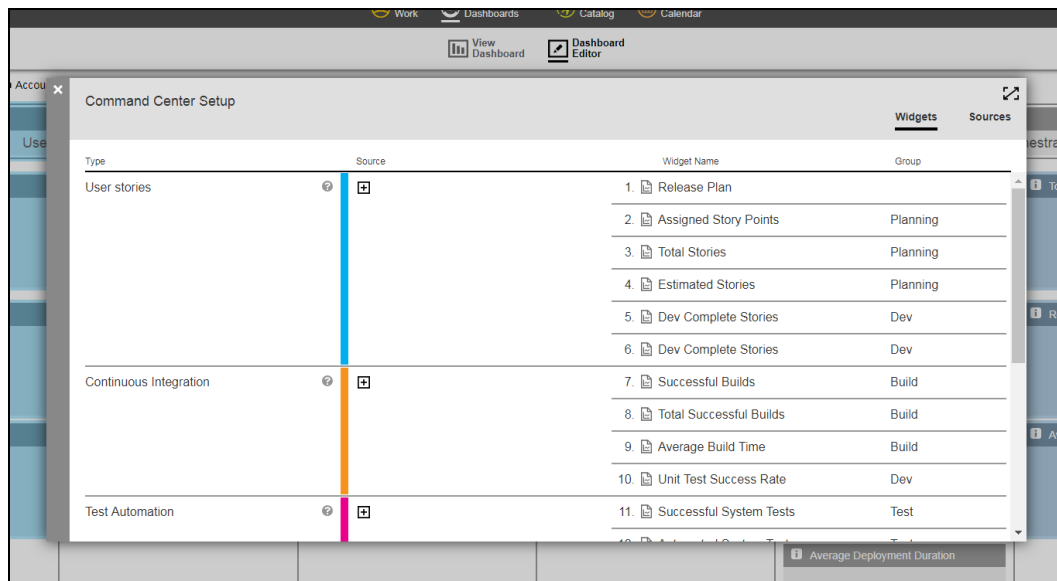 Work Dashboards Catalog Calendar
View Dashboard
Dashboard Editor
Accou
Command Center Setup
Widgets Sources
Use
estra
Type Source Widget Name Group
User stories
1. Release Plan
2. Assigned Story Points Planning
3. Total Stories Planning
4. Estimated Stories Planning
5. Dev Complete Stories Dev
6. Dev Complete Stories Dev
Continuous Integration
7. Successful Builds Build
8. Total Successful Builds Build
9. Average Build Time Build
10. Unit Test Success Rate Dev
Test Automation
11. Successful System Tests Test
To
R
A
Average Deployment Duration